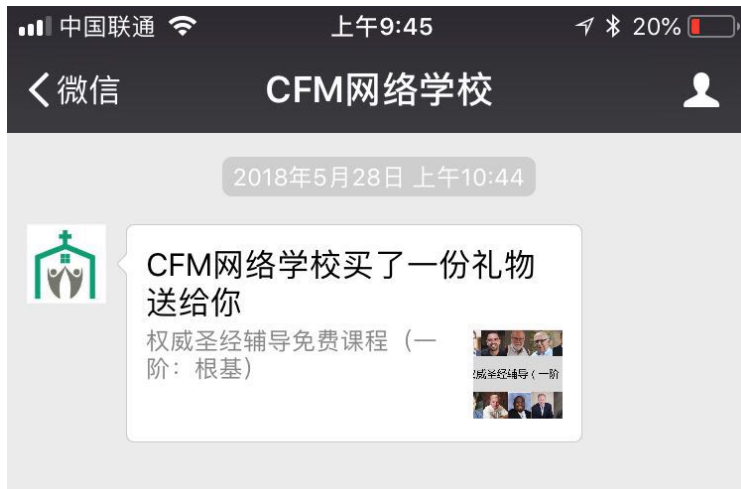 中国联通 上午9:45 20%
微信 CFM网络学校
2018年5月28日 上午10:44
CFM网络学校买了一份礼物
送给你
权威圣经辅导免费课程（一
阶：根基）
威圣经辅导（一阶